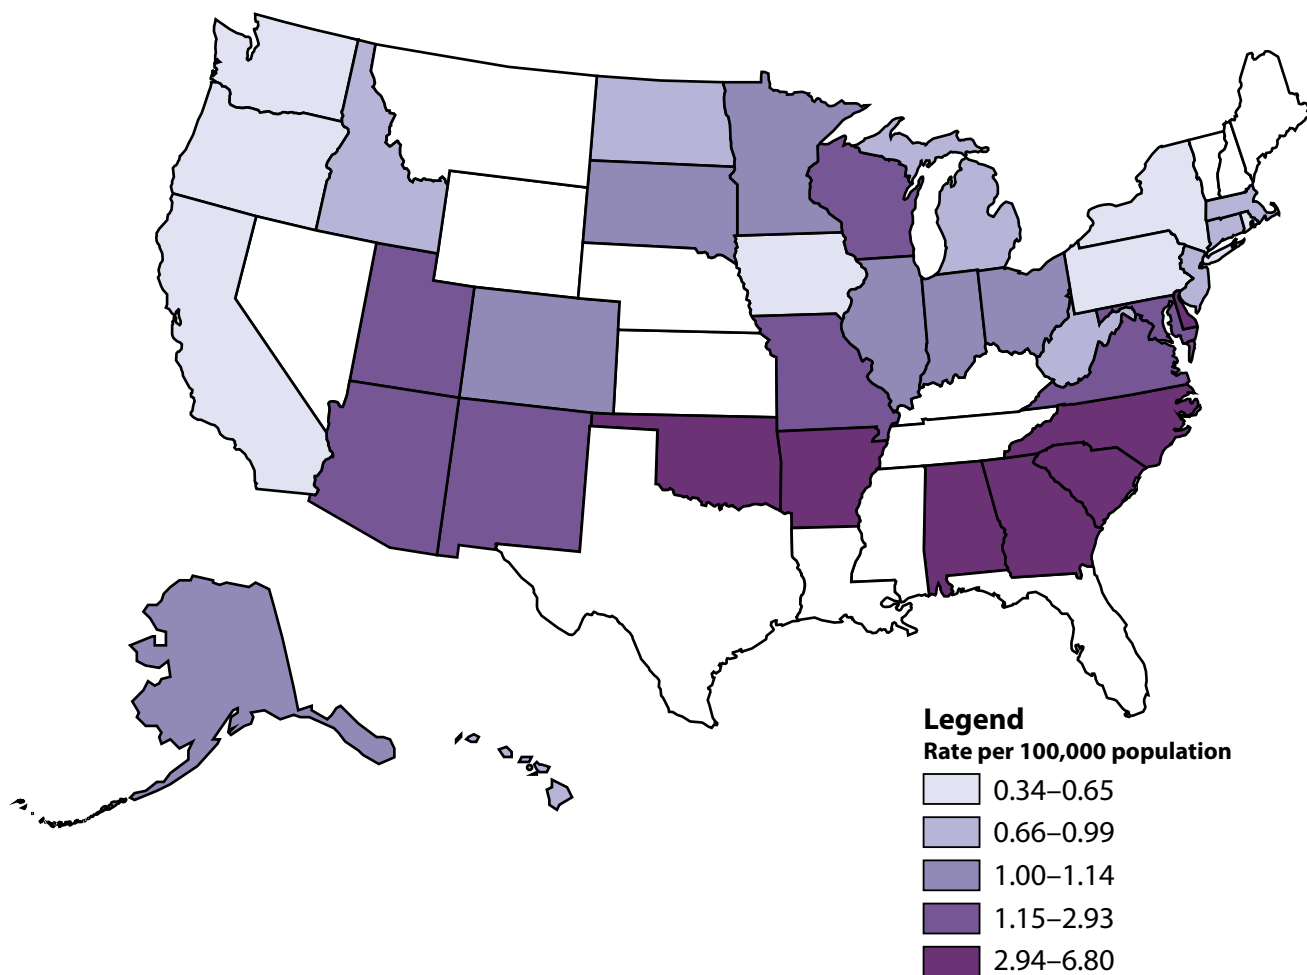 Legend
Rate per 100,000 population
0.34–0.65
0.66–0.99
1.00–1.14
1.15–2.93
2.94–6.80